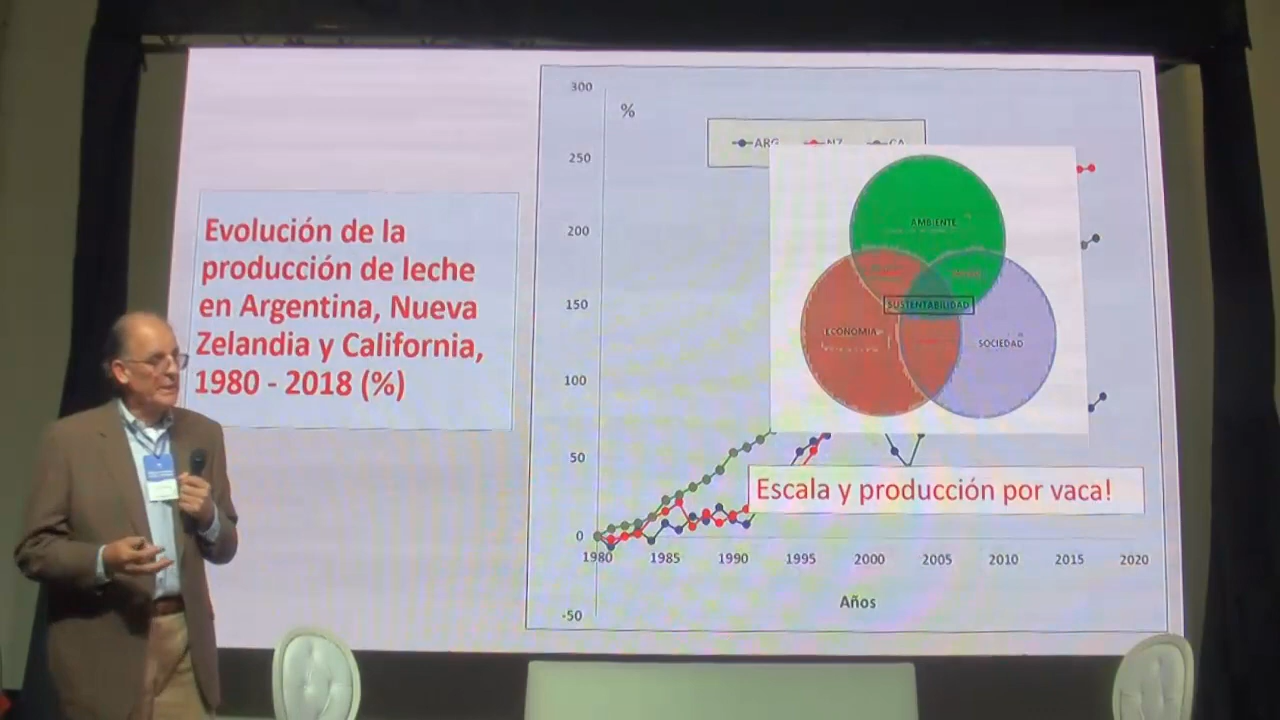 Evolución de la
producción de leche
en Argentina, Nueva
Zelandia y California,
1980 - 2018 (%)
300
%
ARG NZ CA
250
200
150
100
50
0
-50
AMBIENTE
SUSTENTABILIDAD
ECONOMIA
SOCIEDAD
Escala y producción por vaca!
1980 1985 1990 1995 2000 2005 2010 2015 2020
Años